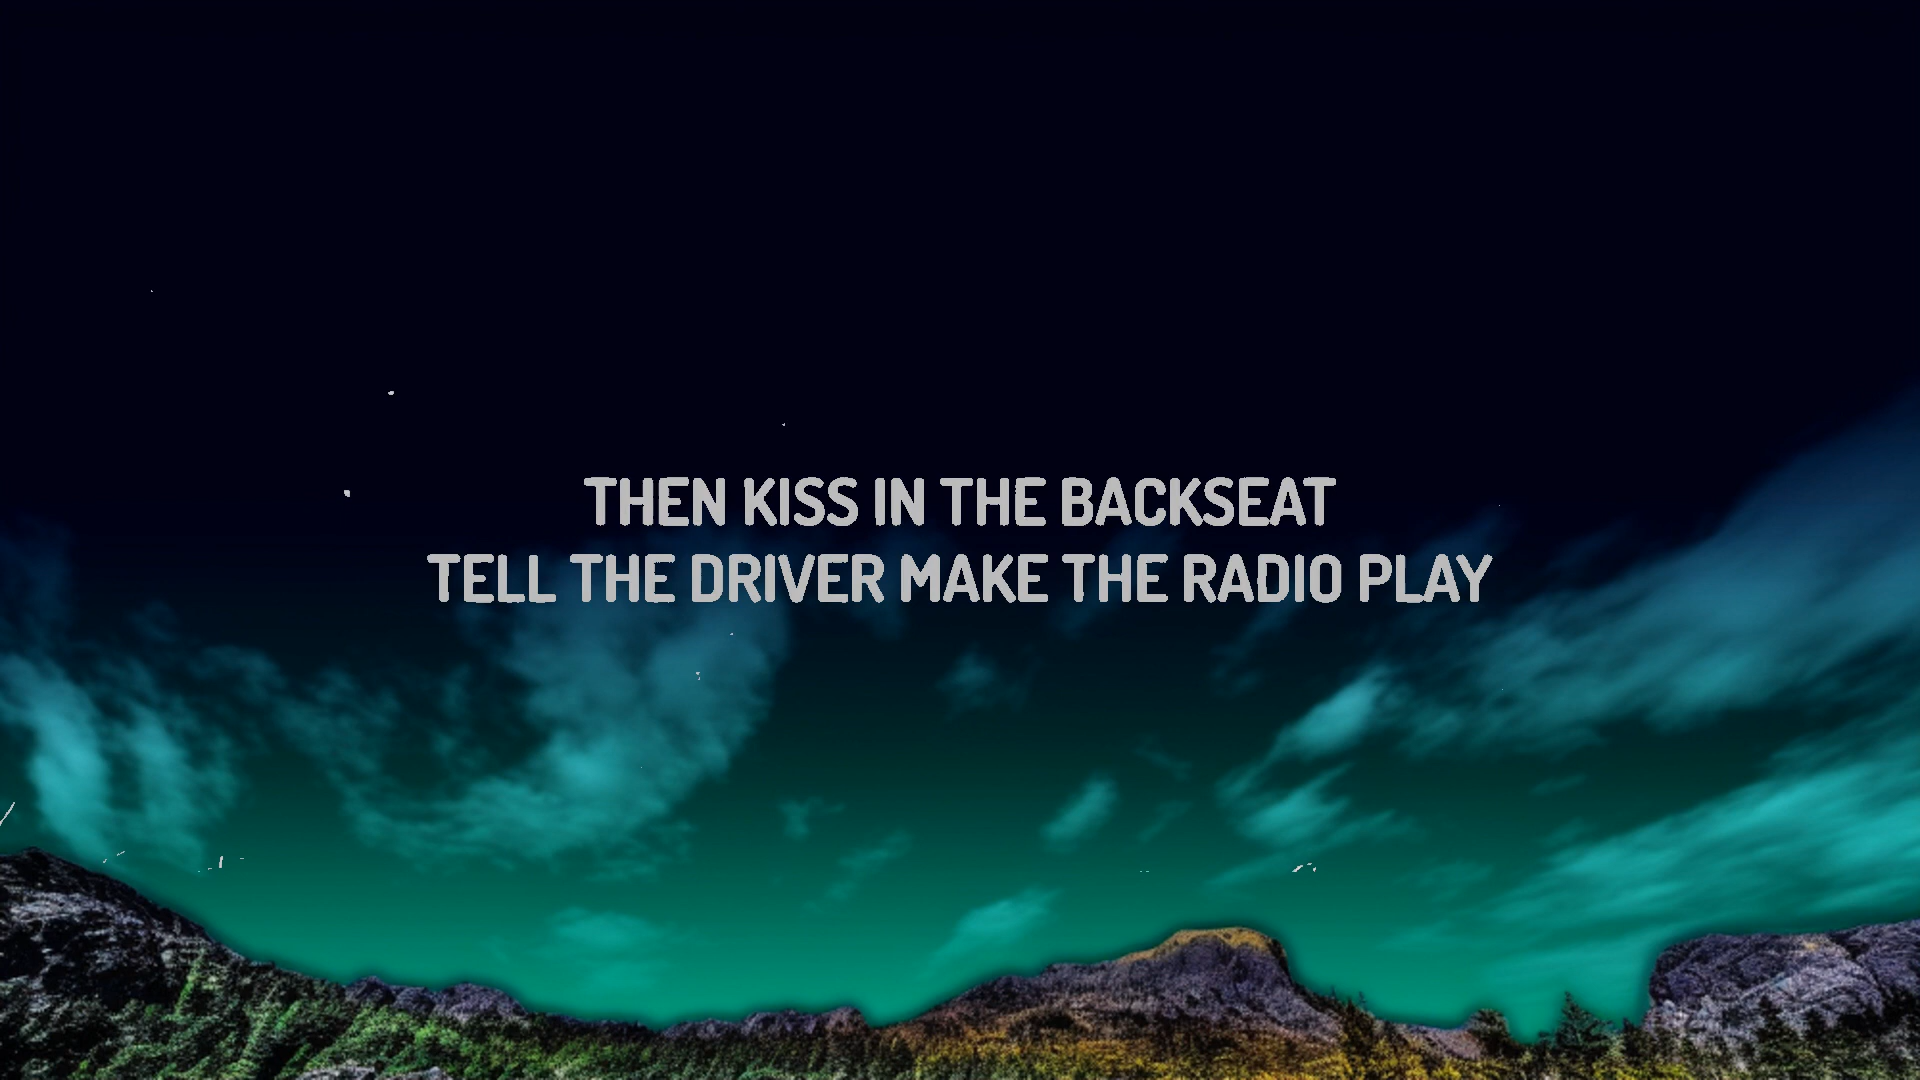 THEN KISS IN THE BACKSEAT
TELL THE DRIVER MAKE THE RADIO PLAY